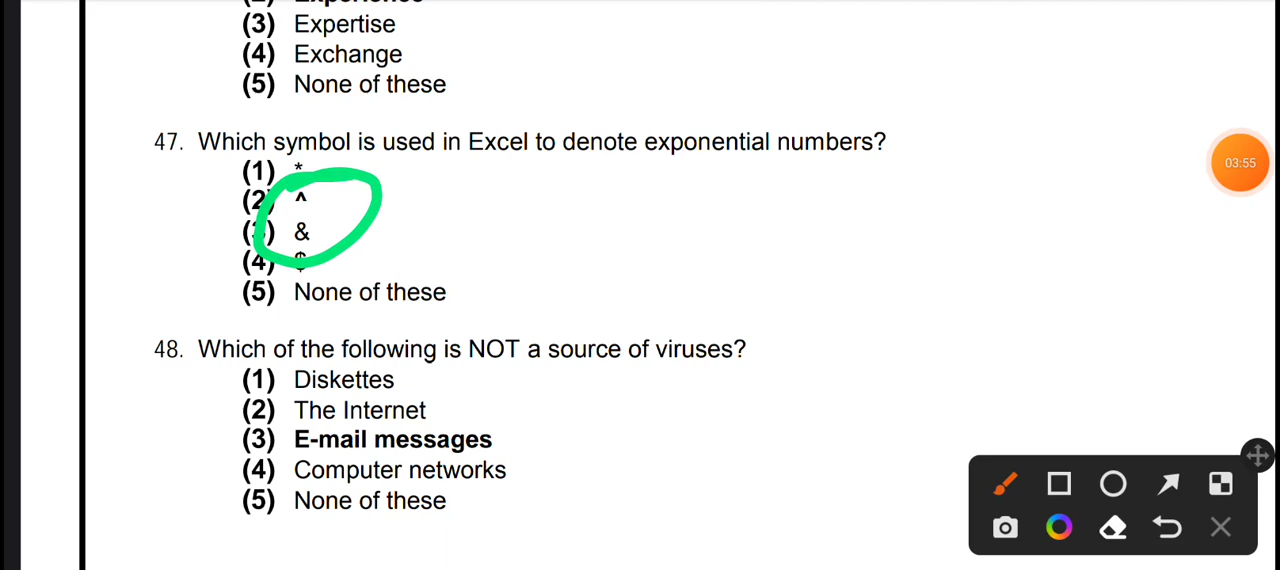 (2) Experience
(3) Expertise
(4) Exchange
(5) None of these
47. Which symbol is used in Excel to denote exponential numbers?
(1) *
(2) ^
(3) &
(4) $
(5) None of these
48. Which of the following is NOT a source of viruses?
(1) Diskettes
(2) The Internet
(3) E-mail messages
(4) Computer networks
(5) None of these
03:55